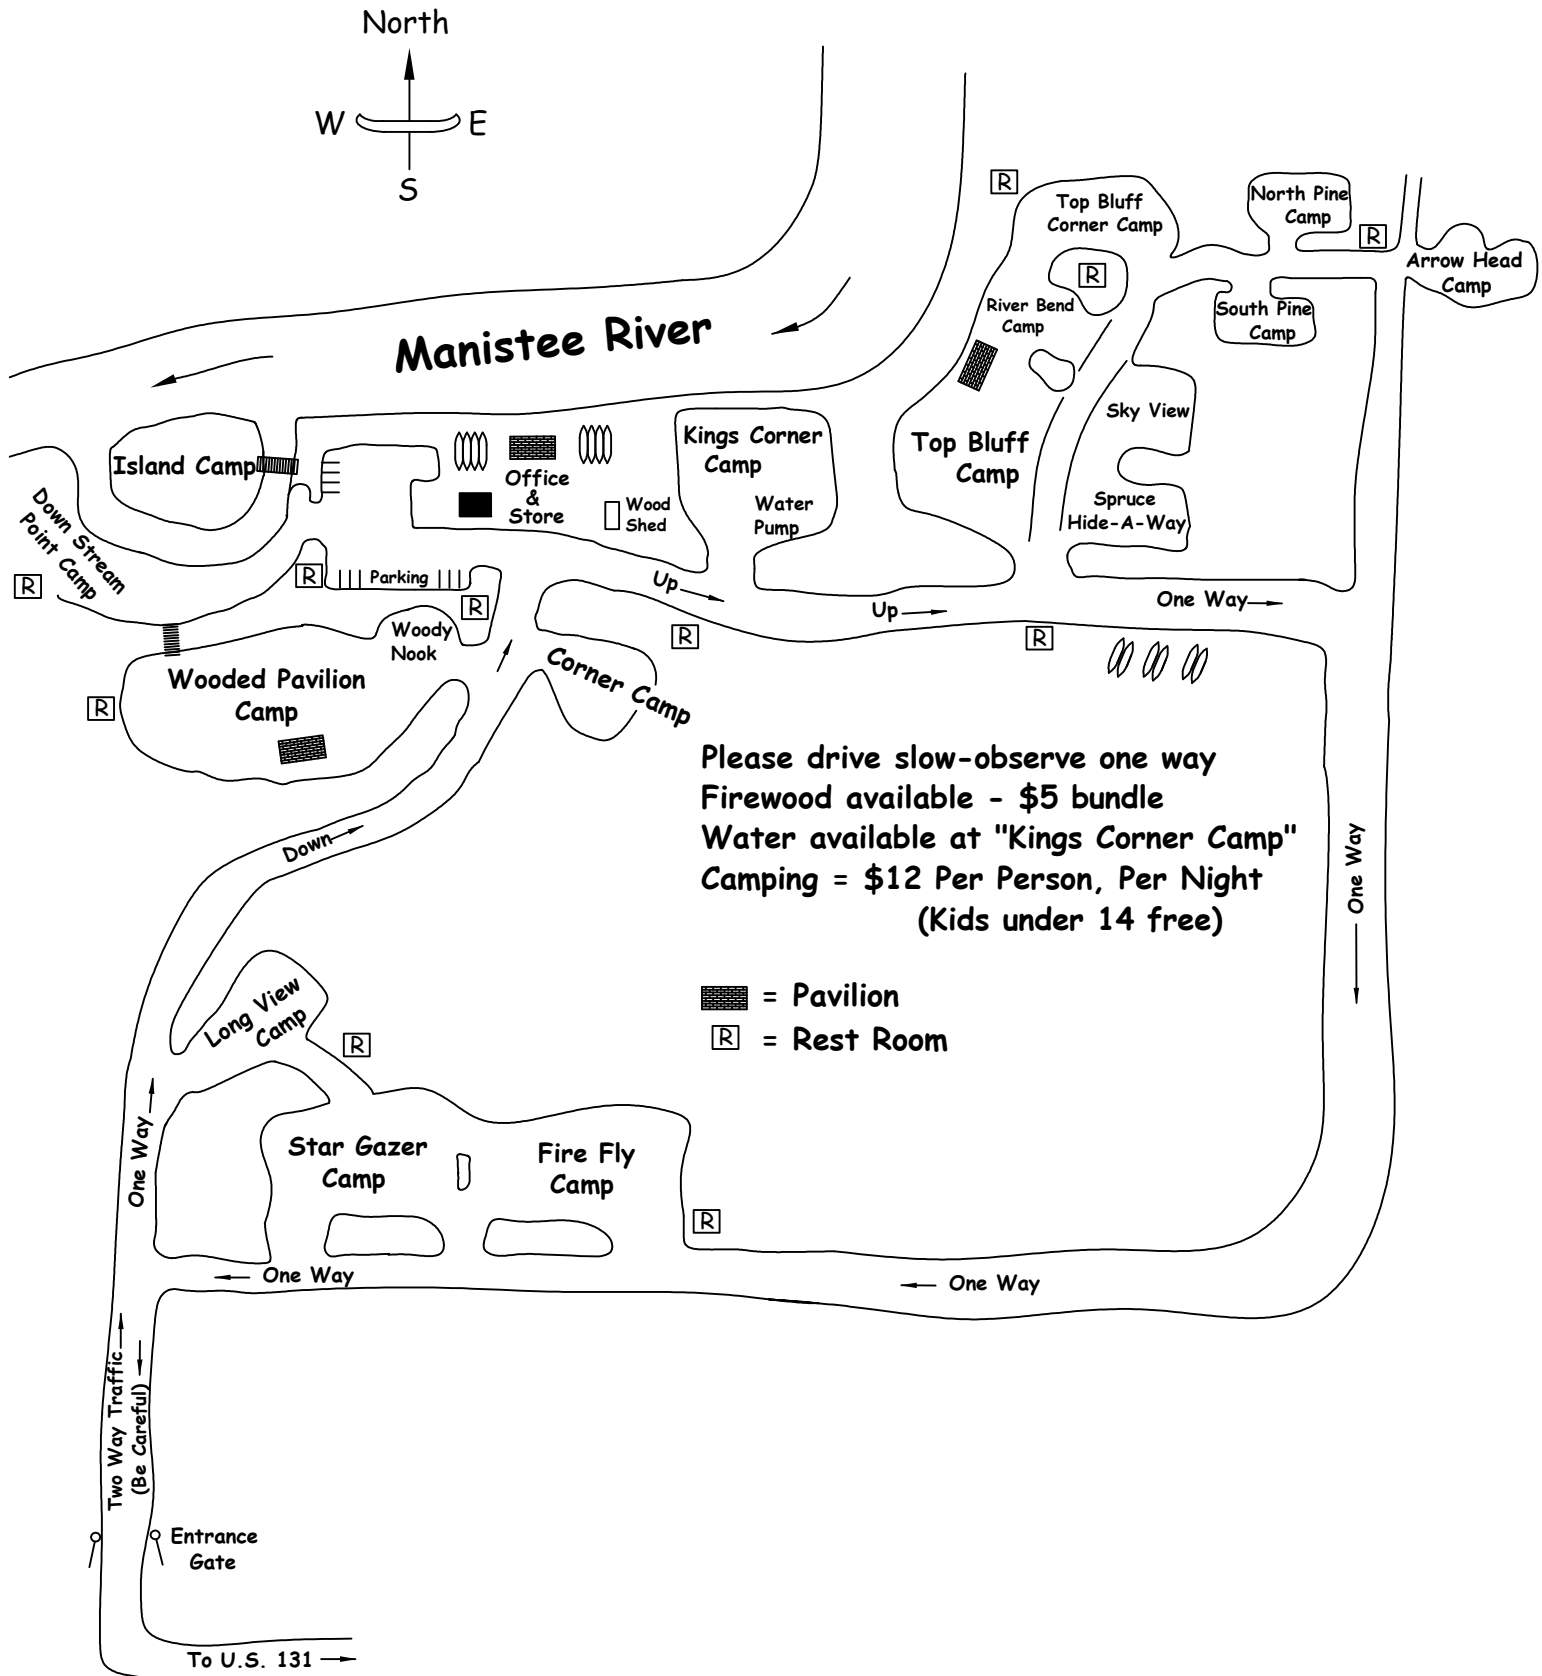 North
W E
S
R
Top Bluff
Corner Camp
North Pine
Camp
R
Arrow Head
Camp
R
River Bend
Camp
South Pine
Camp
Manistee River
Sky View
Island Camp
Kings Corner
Camp
Top Bluff
Camp
Office
&
Store
Wood
Shed
Water
Pump
Spruce
Hide-A-Way
Down Stream
Point Camp
R
R
Parking
R
Up
Up
One Way
Woody
Nook
R
R
Wooded Pavilion
Camp
R
Corner Camp
Please drive slow-observe one way
Firewood available - $5 bundle
Water available at "Kings Corner Camp"
Camping = $12 Per Person, Per Night
(Kids under 14 free)
Down
One Way
= Pavilion
R = Rest Room
Long View
Camp
R
One Way
Star Gazer
Camp
Fire Fly
Camp
R
One Way
One Way
Two Way Traffic
(Be Careful)
Entrance
Gate
To U.S. 131